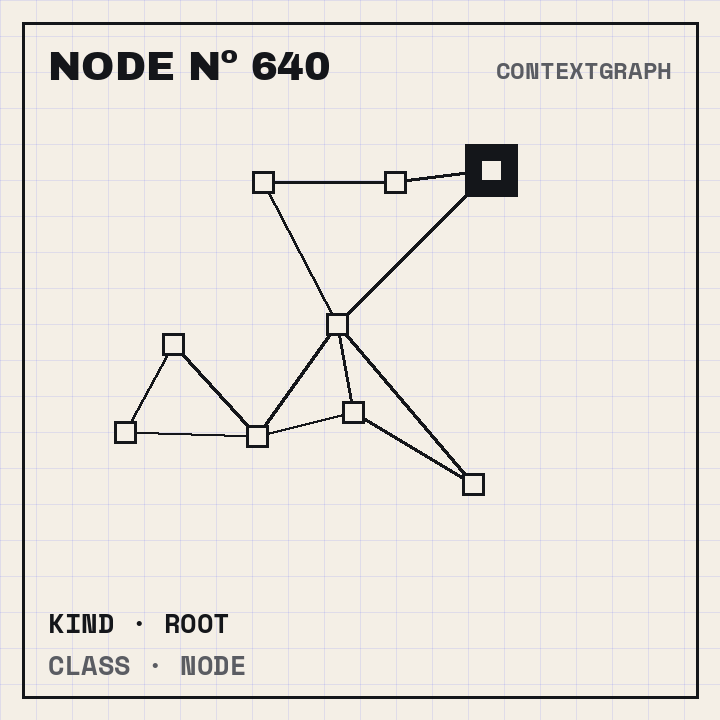 NODE Nº 640
CONTEXTGRAPH
KIND · ROOT
CLASS · NODE